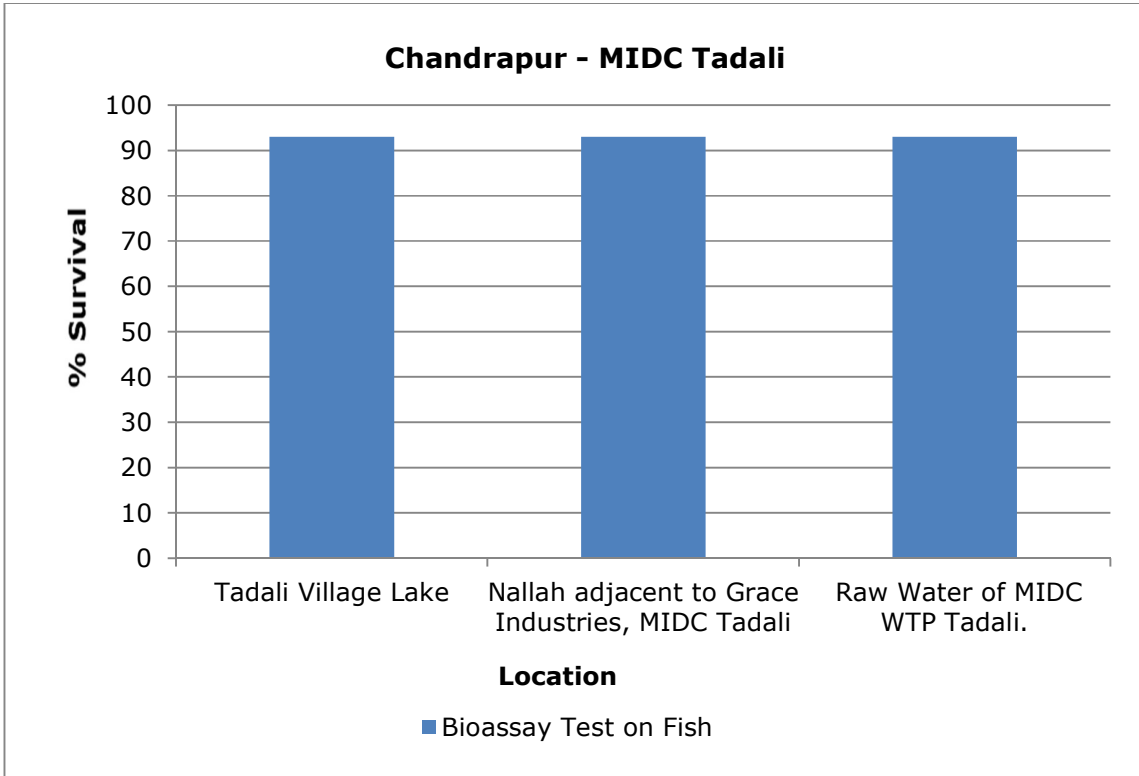 Chandrapur - MIDC Tadali
% Survival
100
90
80
70
60
50
40
30
20
10
0
Tadali Village Lake
Nallah adjacent to Grace
Industries, MIDC Tadali
Raw Water of MIDC
WTP Tadali.
Location
Bioassay Test on Fish